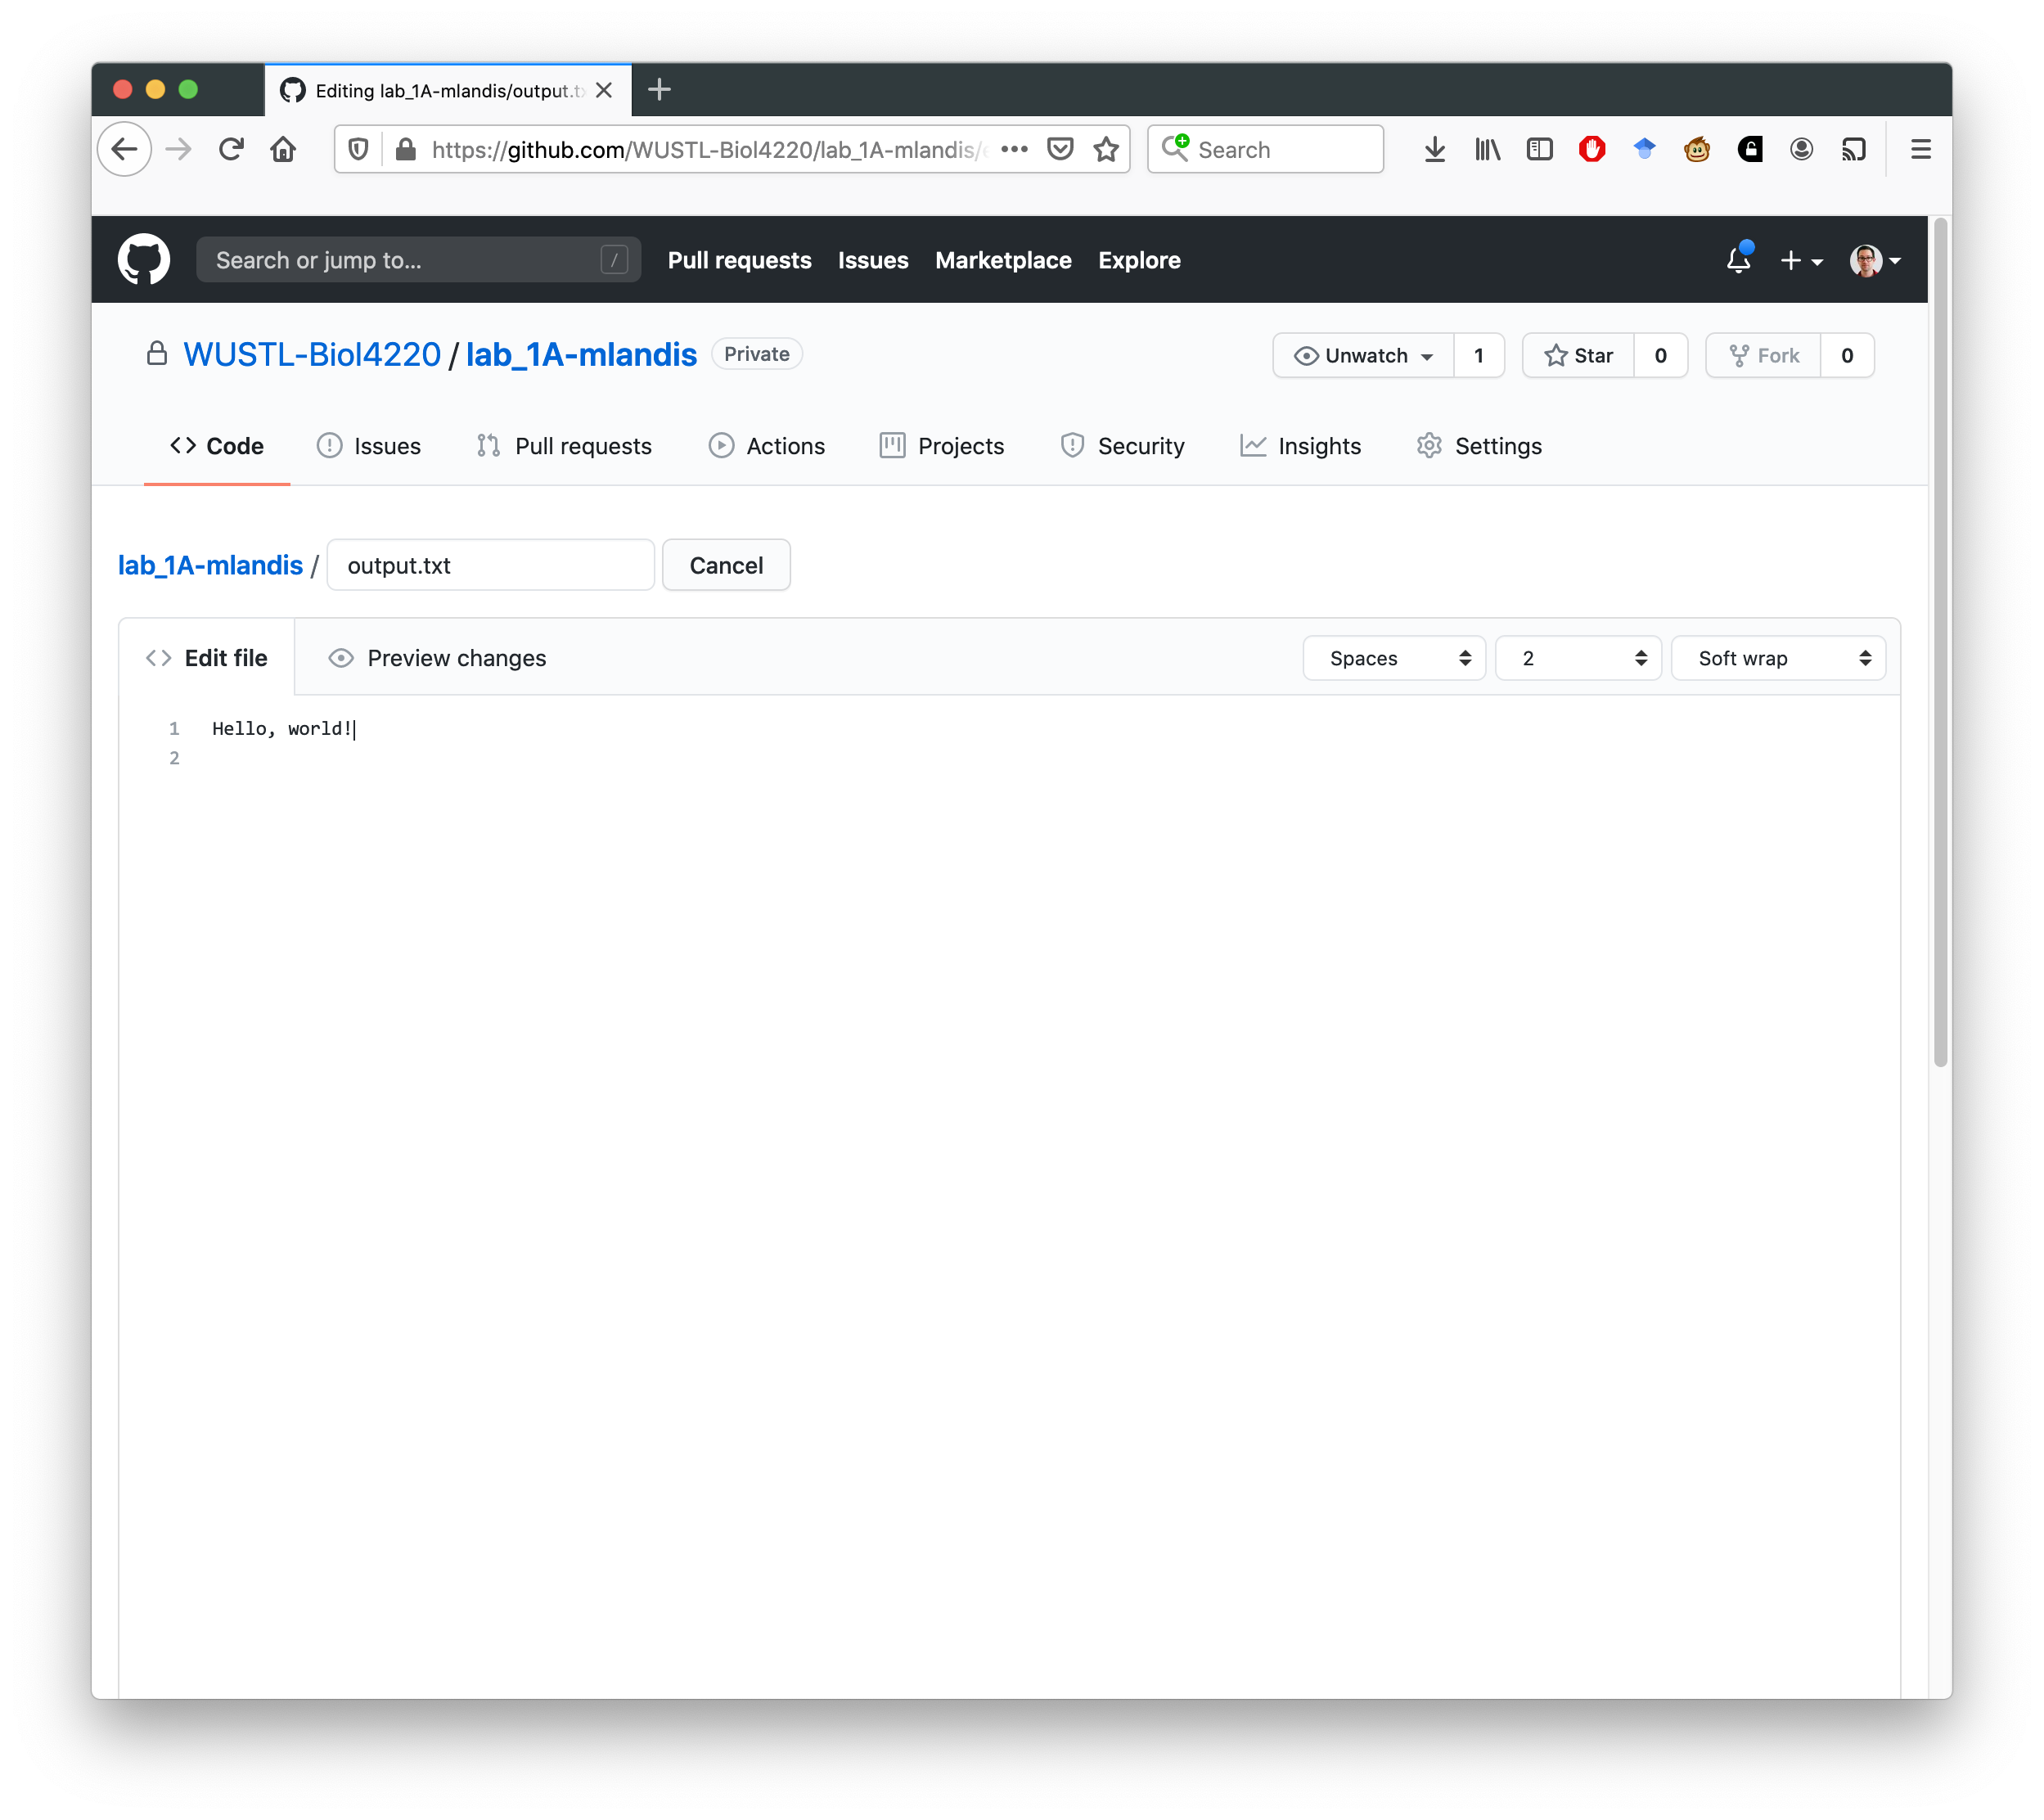 Editing lab_1A-mlandis/output.t
https://github.com/WUSTL-Biol4220/lab_1A-mlandis/
Search
Search or jump to...
/
Pull requests
Issues
Marketplace
Explore
WUSTL-Biol4220 / lab_1A-mlandis
Private
Unwatch
1
Star
0
Fork
0
Code
Issues
Pull requests
Actions
Projects
Security
Insights
Settings
lab_1A-mlandis /
output.txt
Cancel
Edit file
Preview changes
Spaces
2
Soft wrap
1 Hello, world!
2